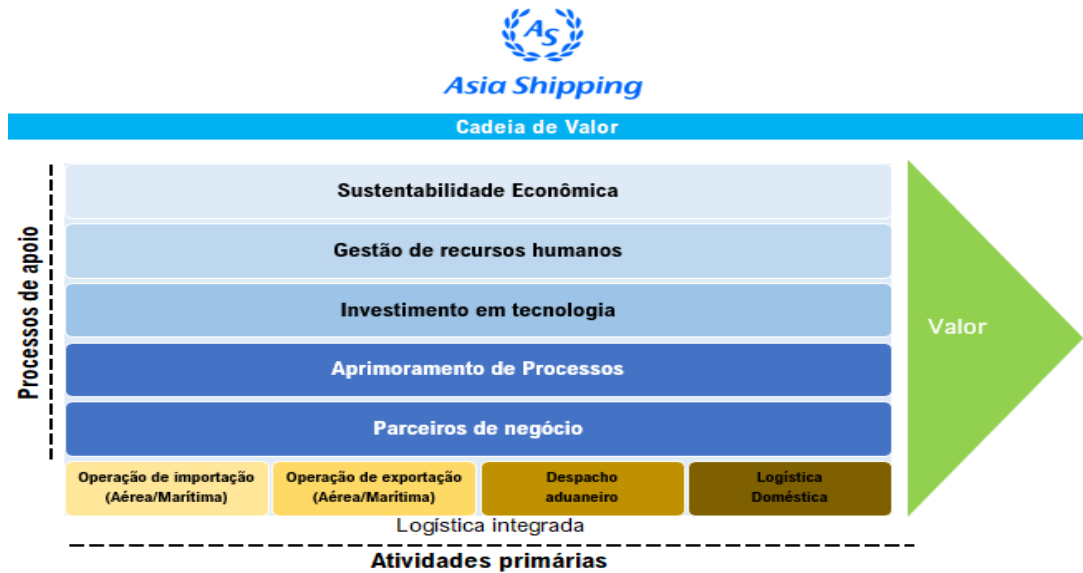 AS
Asia Shipping
Cadeia de Valor
Processos de apoio
Sustentabilidade Econômica
Gestão de recursos humanos
Investimento em tecnologia
Aprimoramento de Processos
Parceiros de negócio
Valor
Operação de importação
(Aérea/Marítima)
Operação de exportação
(Aérea/Marítima)
Despacho
aduaneiro
Logística
Doméstica
Logística integrada
Atividades primárias